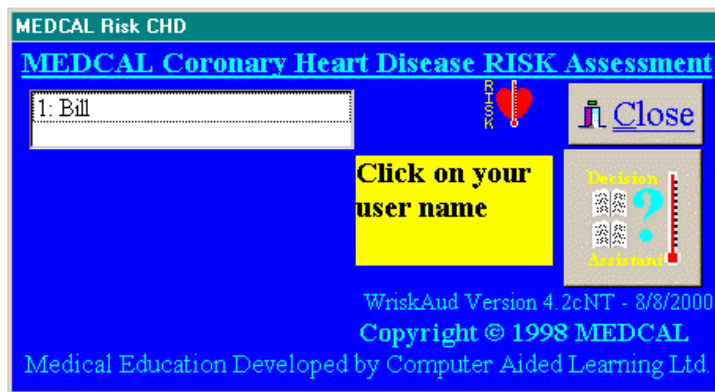 MEDCAL Risk CHD
MEDCAL Coronary Heart Disease RISK Assessment
1: Bill
RISK
Close
Click on your
user name
Decision
?
Assistant
WriskAud Version 4.2cNT - 8/8/2000
Copyright © 1998 MEDCAL
Medical Education Developed by Computer Aided Learning Ltd.